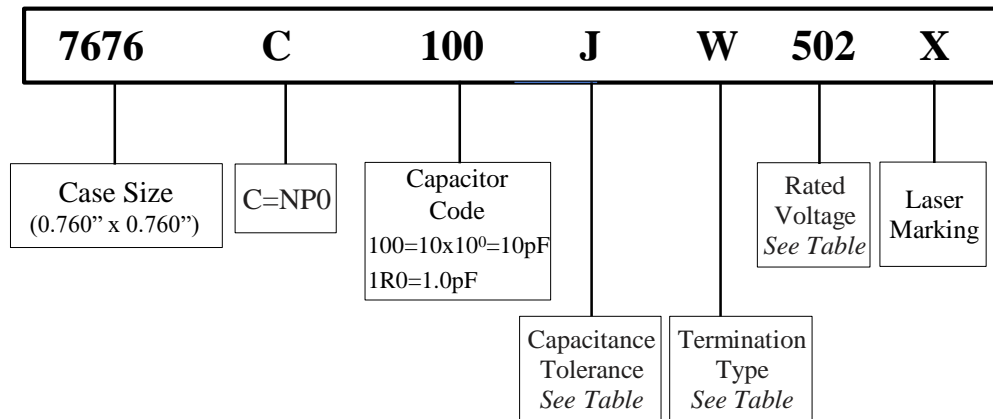 7676 C 100 J W 502 X
Case Size
(0.760” x 0.760”)
C=NP0
Capacitor
Code
100=10x10⁰=10pF
1R0=1.0pF
Rated
Voltage
See Table
Laser
Marking
Capacitance
Tolerance
See Table
Termination
Type
See Table